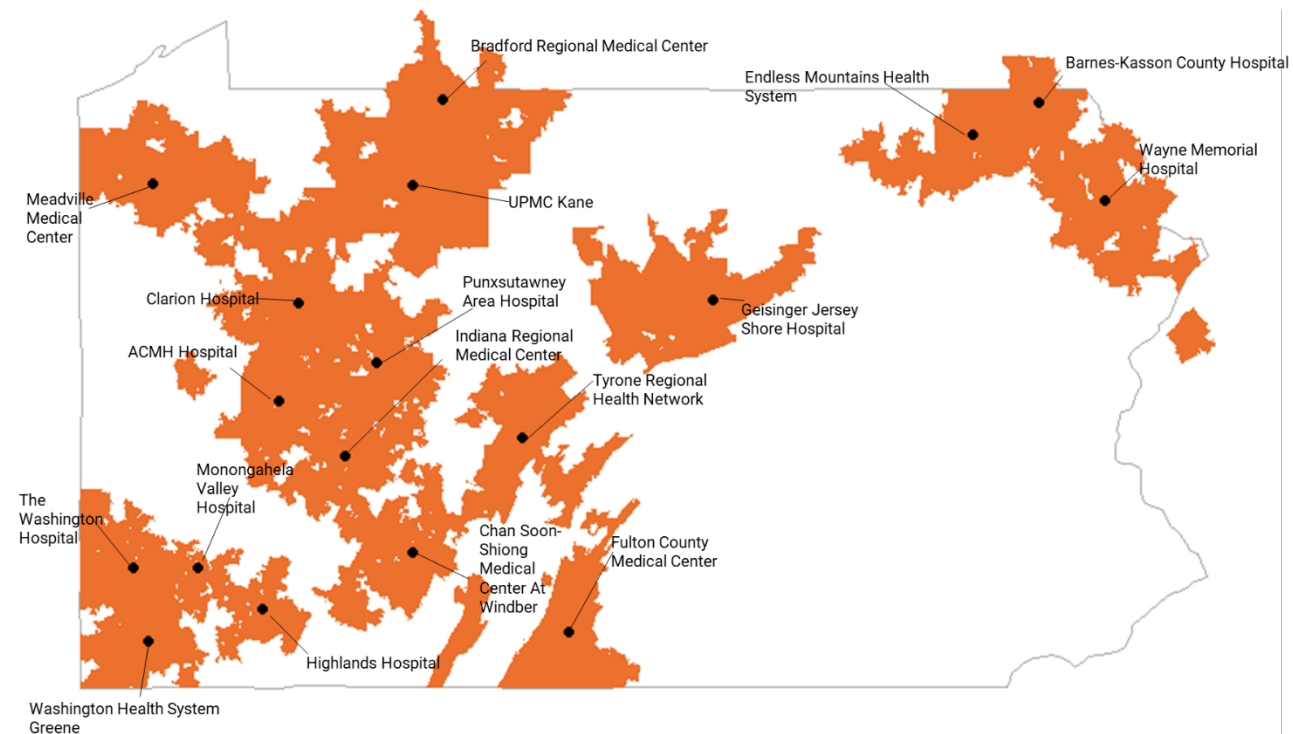 Bradford Regional Medical Center
Barnes-Kasson County Hospital
Endless Mountains Health
System
Wayne Memorial
Hospital
Meadville
Medical
Center
UPMC Kane
Punxsutawney
Area Hospital
Clarion Hospital
Geisinger Jersey
Shore Hospital
Indiana Regional
Medical Center
ACMH Hospital
Tyrone Regional
Health Network
Monongahela
Valley
Hospital
The
Washington
Hospital
Chan Soon-
Shiong
Medical
Center At
Windber
Fulton County
Medical Center
Highlands Hospital
Washington Health System
Greene